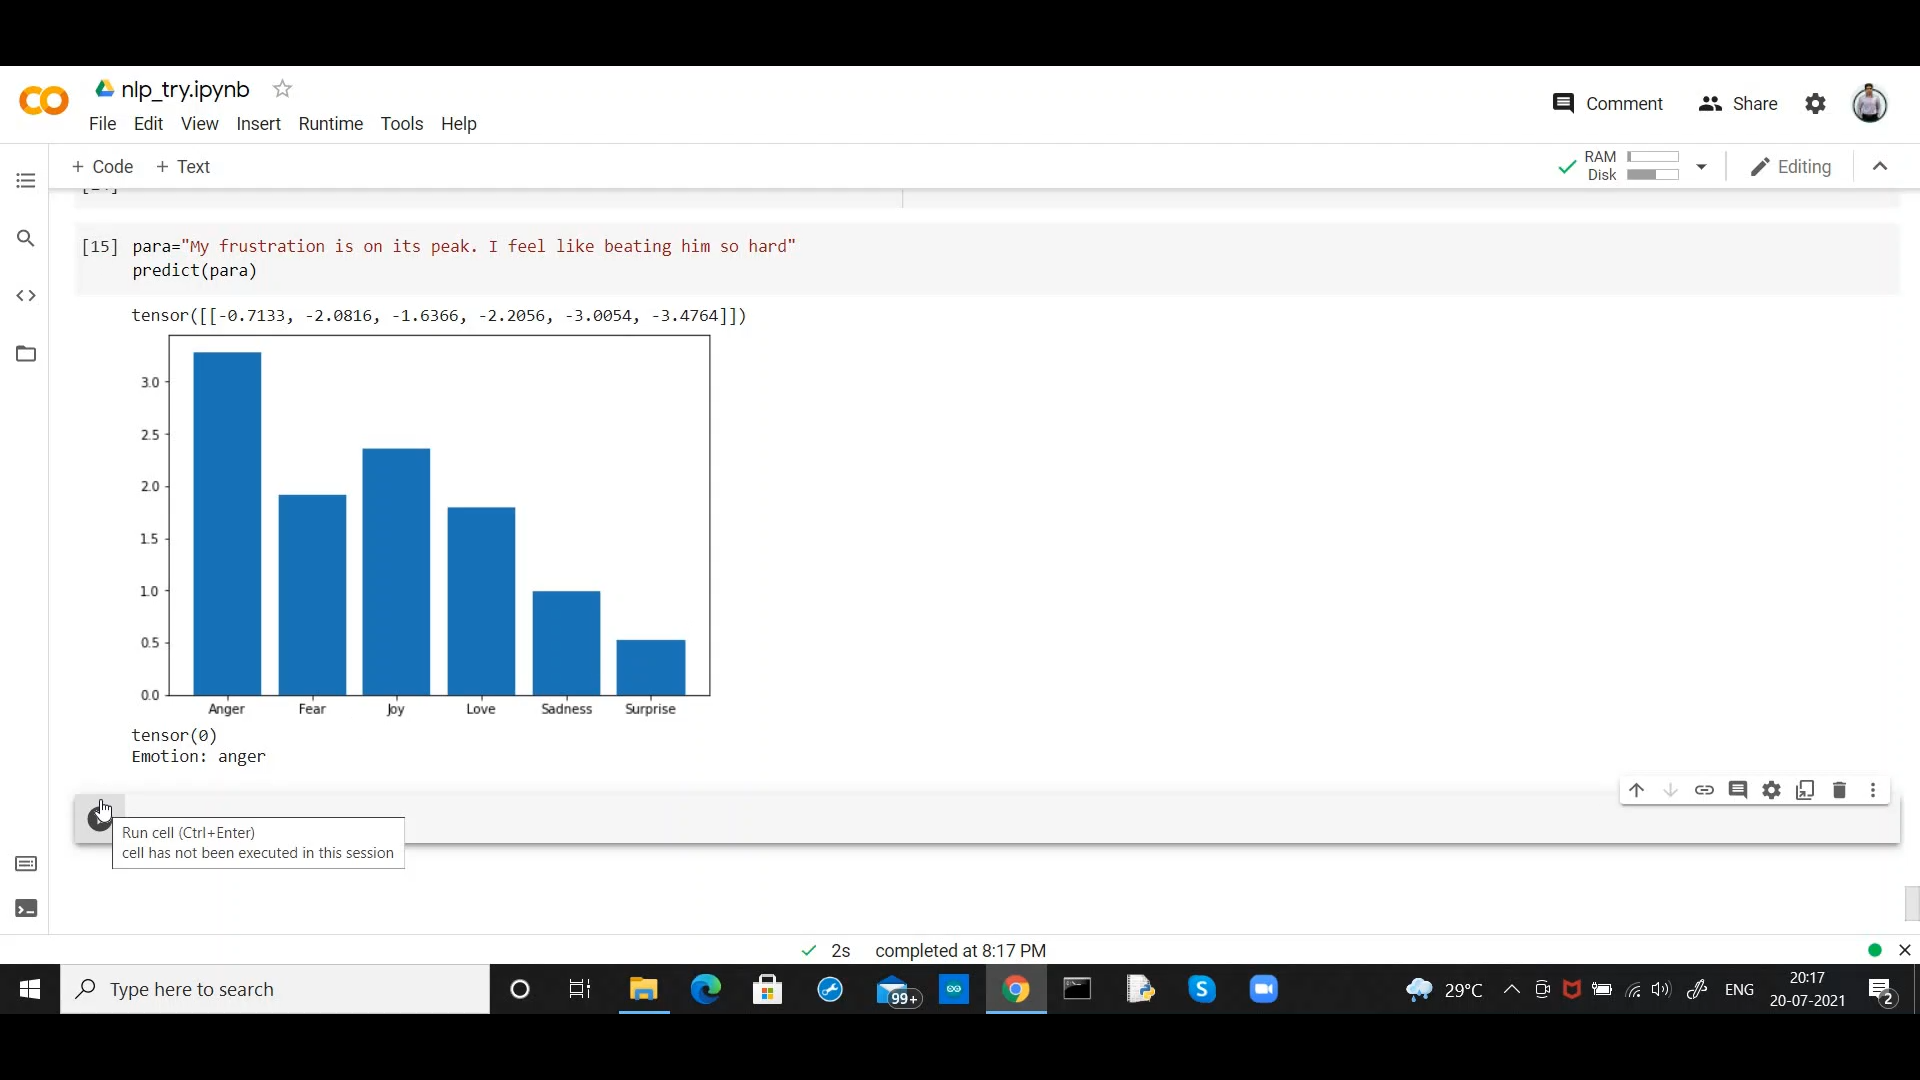 nlp_try.ipynb
Comment
Share
File Edit View Insert Runtime Tools Help
+ Code + Text
RAM
Disk
Editing
[15] para="My frustration is on its peak. I feel like beating him so hard"
predict(para)
tensor([[-0.7133, -2.0816, -1.6366, -2.2056, -3.0054, -3.4764]])
3.0
2.5
2.0
1.5
1.0
0.5
0.0
Anger Fear Joy Love Sadness Surprise
tensor(0)
Emotion: anger
Run cell (Ctrl+Enter)
cell has not been executed in this session
2s completed at 8:17 PM
Type here to search
99+
29°C
ENG
20:17
20-07-2021
2